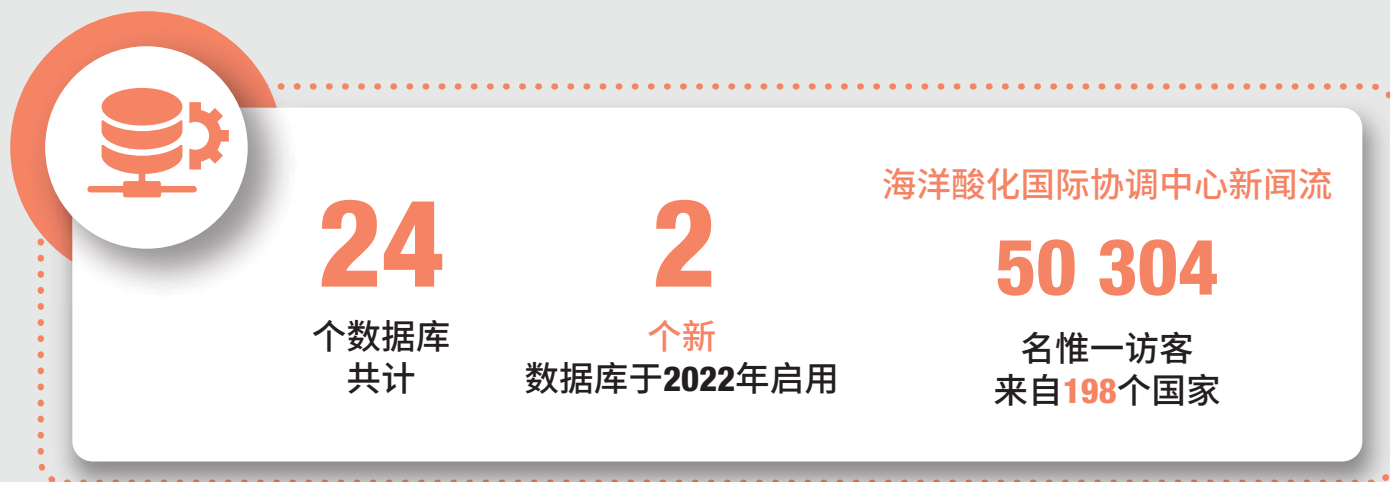 24
个数据库
共计
2
个新
数据库于2022年启用
海洋酸化国际协调中心新闻流
50 304
名惟一访客
来自198个国家